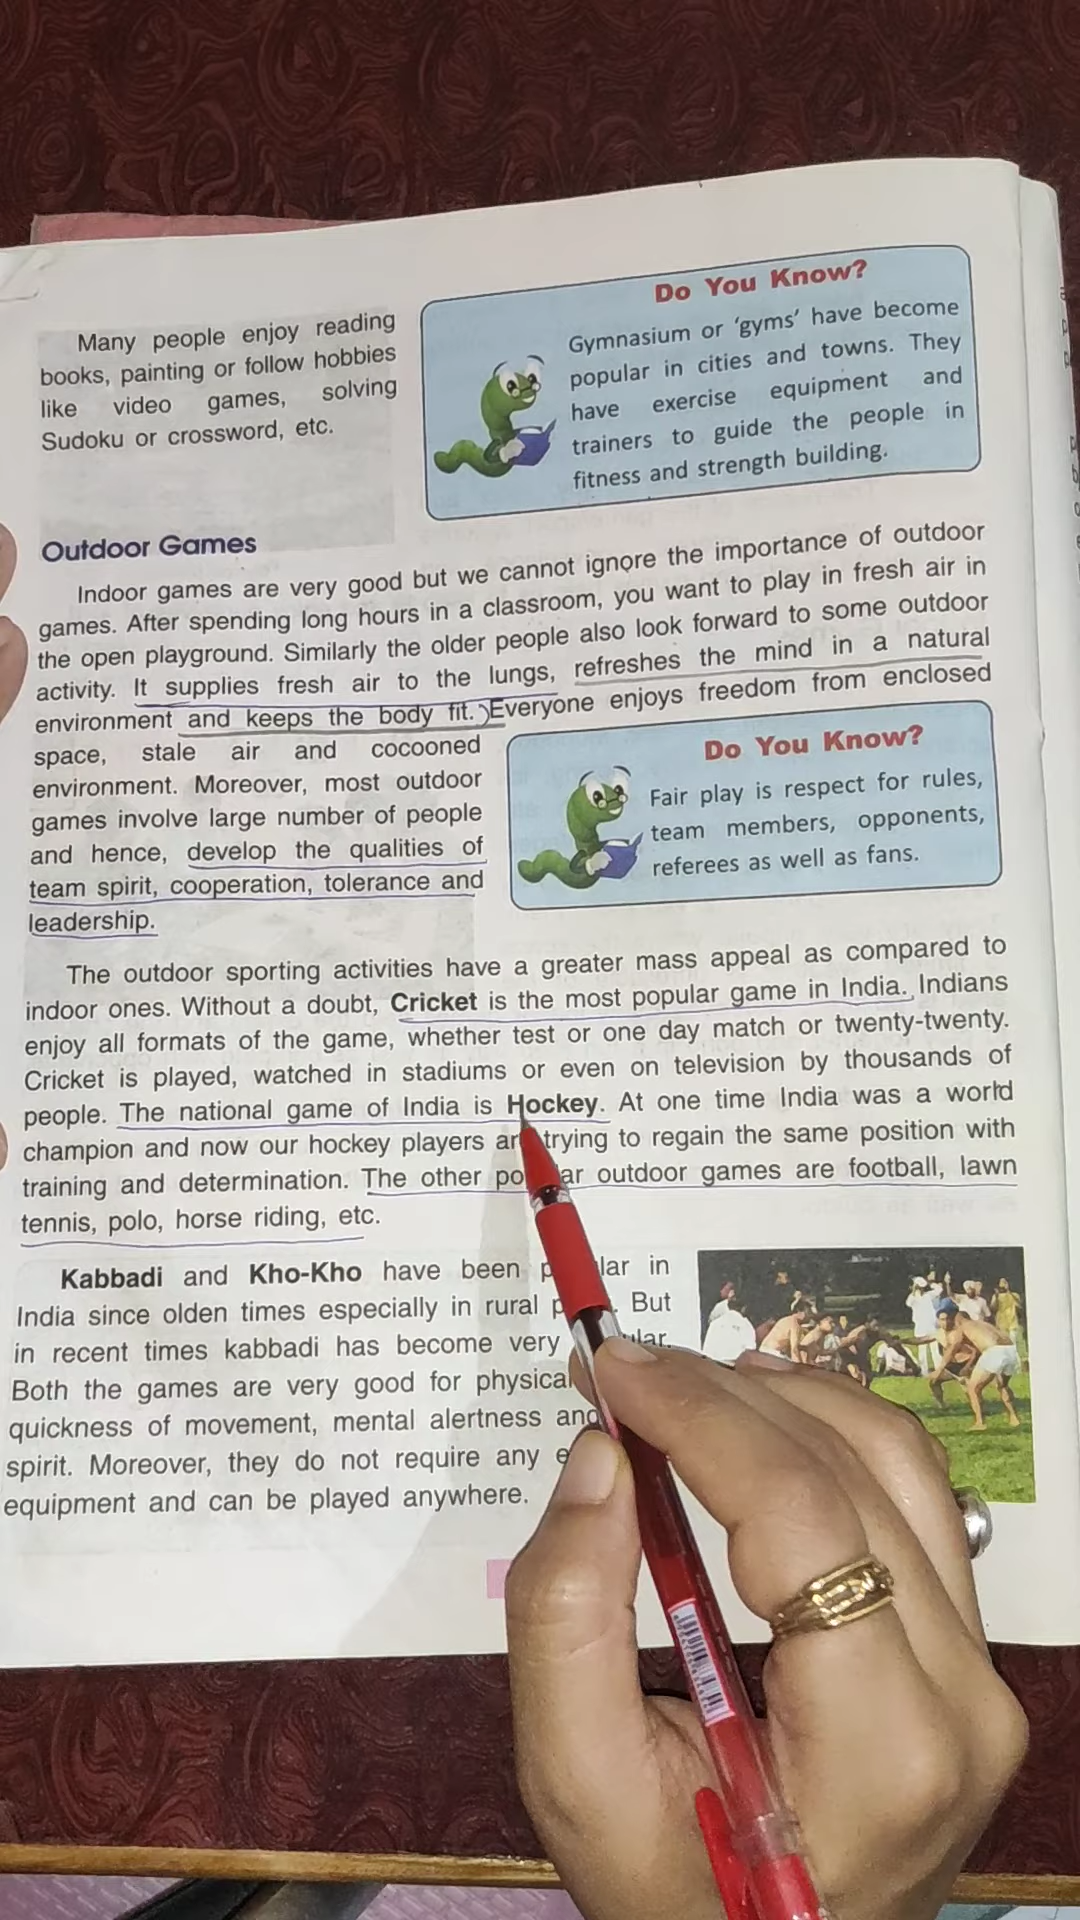 Many people enjoy reading
books, painting or follow hobbies
like video games, solving
Sudoku or crossword, etc.
Do You Know?
Gymnasium or 'gyms' have become
popular in cities and towns. They
have exercise equipment and
trainers to guide the people in
fitness and strength building.
Outdoor Games
Indoor games are very good but we cannot ignore the importance of outdoor
games. After spending long hours in a classroom, you want to play in fresh air in
the open playground. Similarly the older people also look forward to some outdoor
activity. It supplies fresh air to the lungs, refreshes the mind in a natural
environment and keeps the body fit. Everyone enjoys freedom from enclosed
space, stale air and cocooned
environment. Moreover, most outdoor
games involve large number of people
and hence, develop the qualities of
team spirit, cooperation, tolerance and
leadership.
Do You Know?
Fair play is respect for rules,
team members, opponents,
referees as well as fans.
The outdoor sporting activities have a greater mass appeal as compared to
indoor ones. Without a doubt, Cricket is the most popular game in India. Indians
enjoy all formats of the game, whether test or one day match or twenty-twenty.
Cricket is played, watched in stadiums or even on television by thousands of
people. The national game of India is Hockey. At one time India was a world
champion and now our hockey players trying to regain the same position with
training and determination. The other outdoor games are football, lawn
tennis, polo, horse riding, etc.
Kabbadi and Kho-Kho have been in
India since olden times especially in rural But
in recent times kabbadi has become very
Both the games are very good for physical
quickness of movement, mental alertness and
spirit. Moreover, they do not require any
equipment and can be played anywhere.